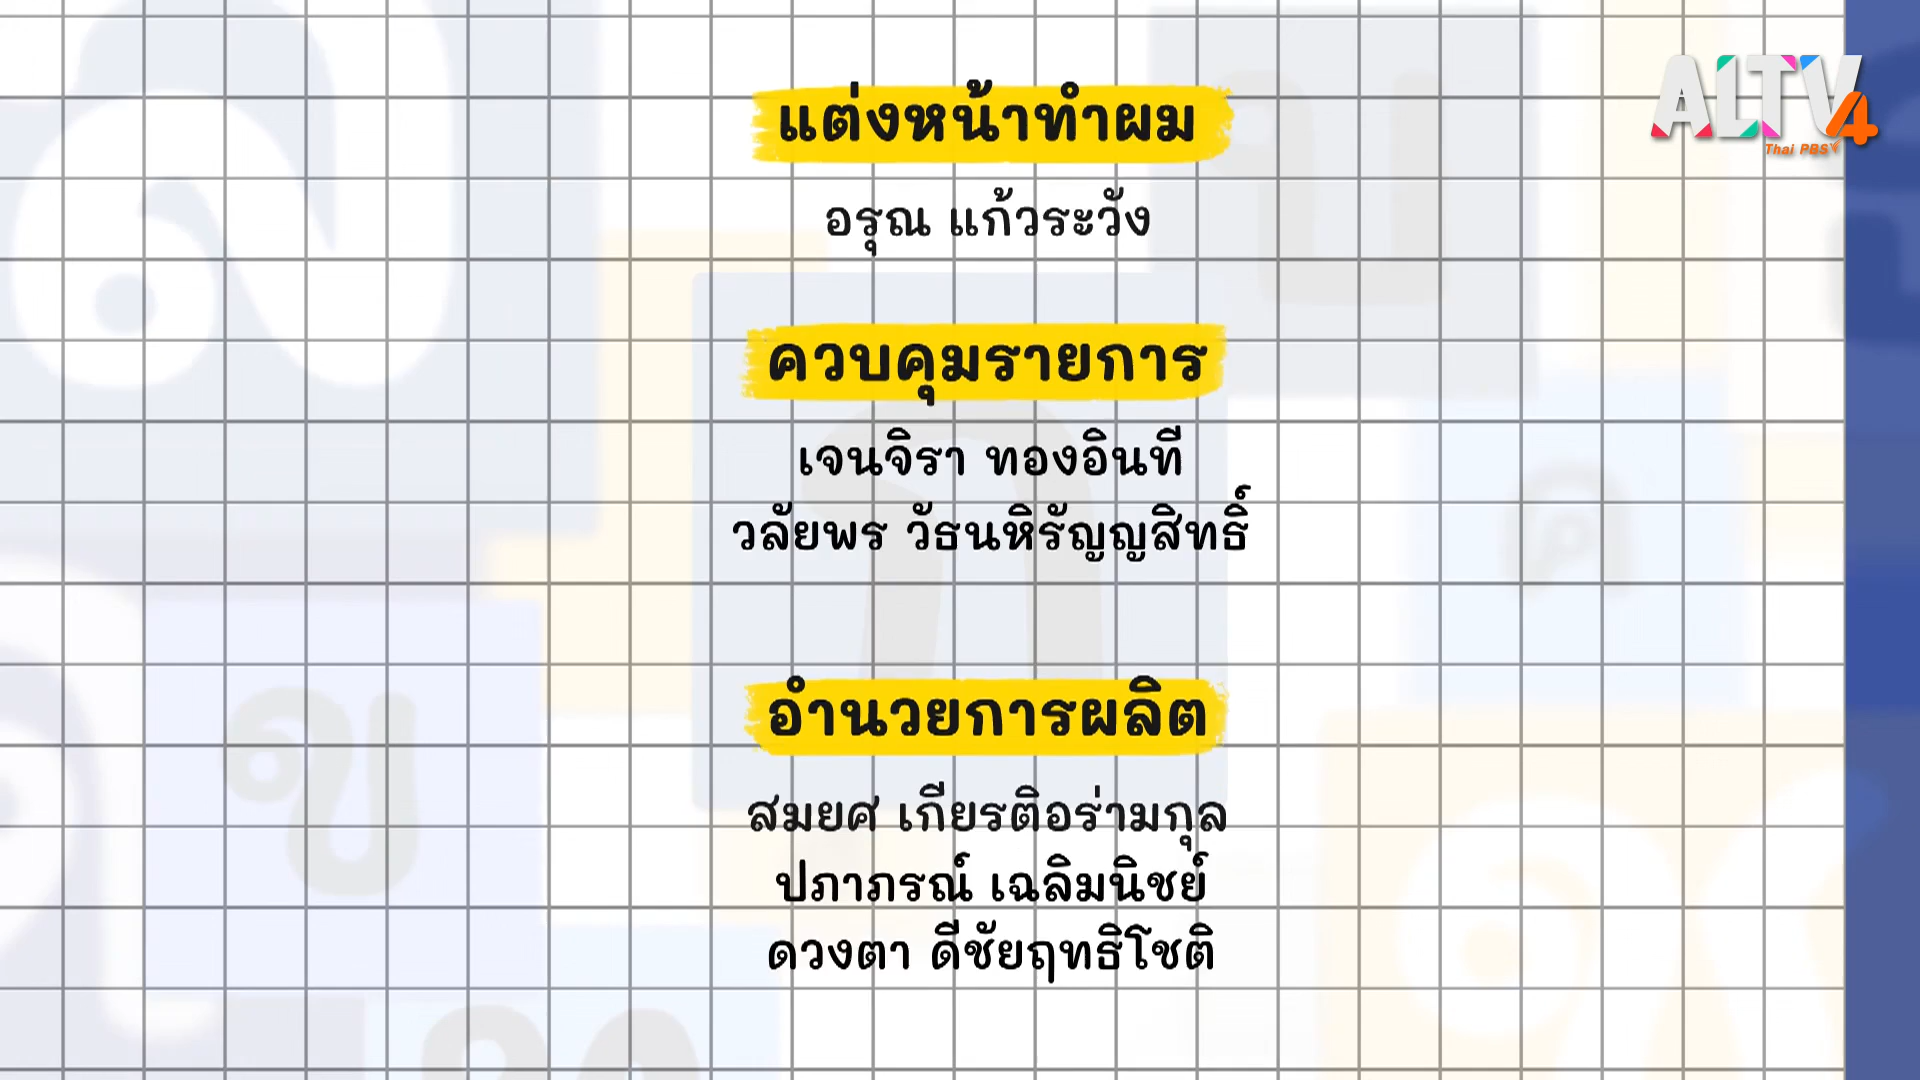 ALTV4
Thai PBS
แต่งหน้าทำผม
อรุณ แก้วระวัง
ควบคุมรายการ
เจนจิรา ทองอินที
วลัยพร วัธนหิรัญญสิทธิ์
อำนวยการผลิต
สมยศ เกียรติอร่ามกุล
ปภาภรณ์ เฉลิมนิชย์
ดวงตา ดีชัยฤทธิโชติ